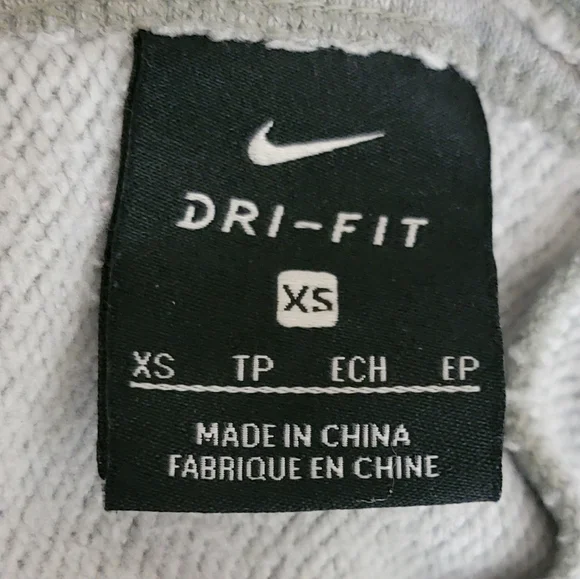 DRI-FIT
XS
XS TP ECH EP
MADE IN CHINA
FABRIQUE EN CHINE